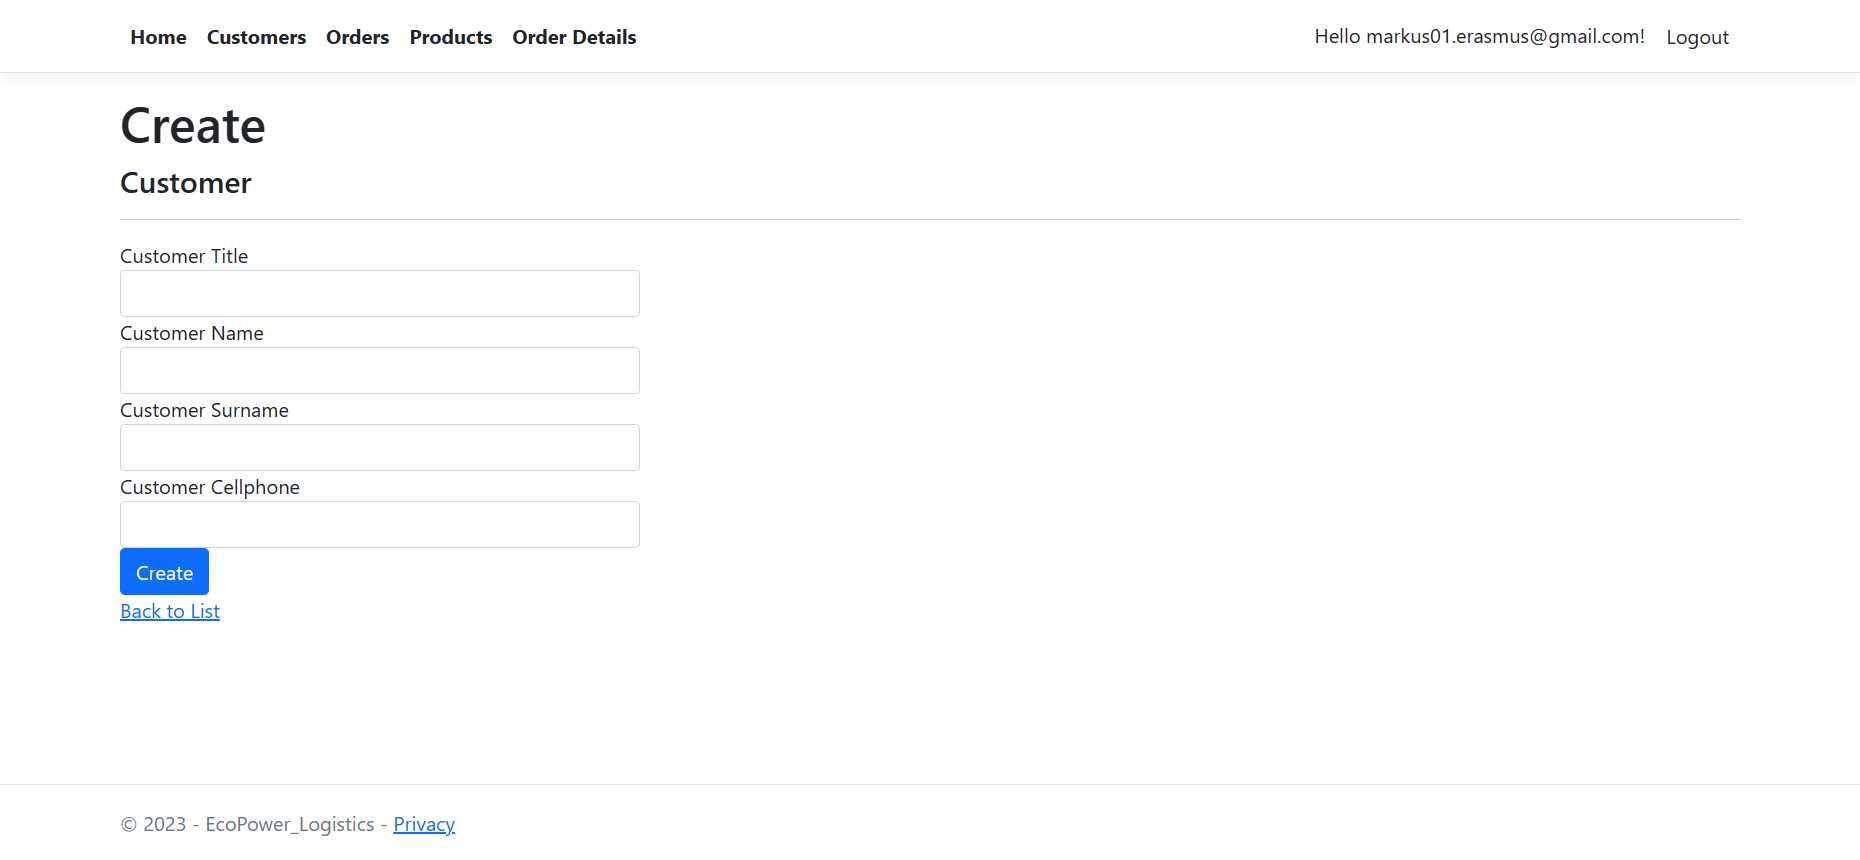 Home Customers Orders Products Order Details Hello markus01.erasmus@gmail.com! Logout
Create
Customer
Customer Title
Customer Name
Customer Surname
Customer Cellphone
Create
Back to List
© 2023 - EcoPower_Logistics - Privacy